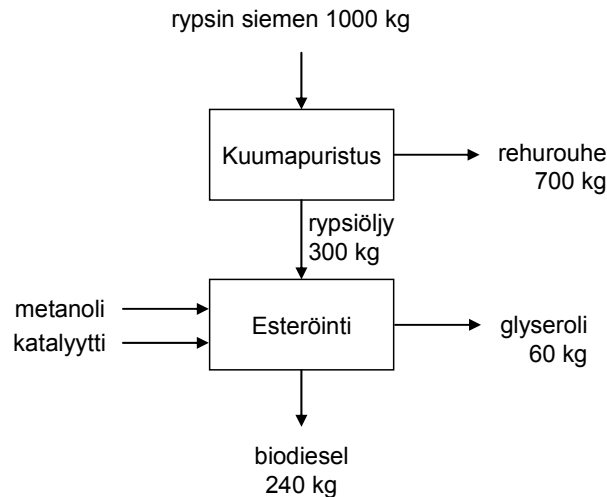 rypsin siemen 1000 kg
Kuumapuristus
rehurouhe
700 kg
rypsiöljy
300 kg
metanoli
katalyytti
Esteröinti
glyseroli
60 kg
biodiesel
240 kg